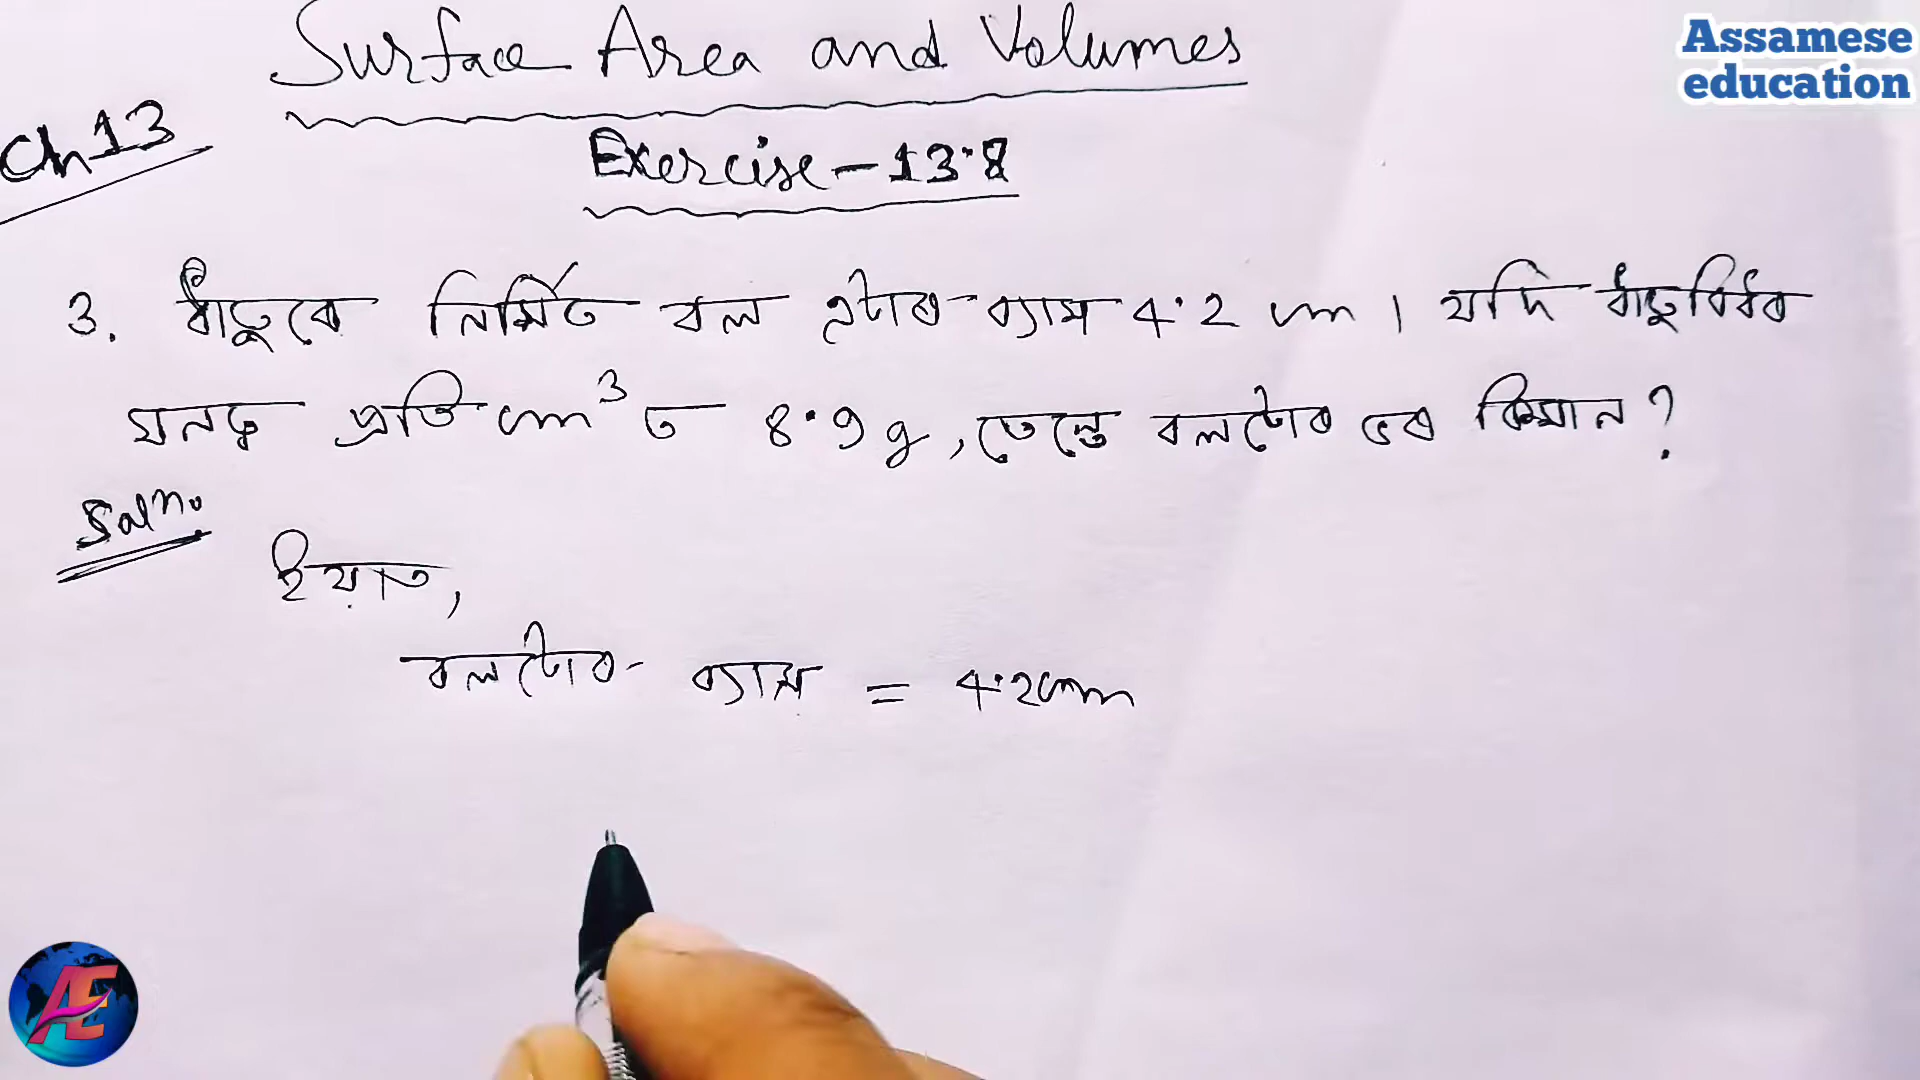 Surface Area and Volumes
Assamese
education
Ch 13
Exercise - 13.8
3. ধাতুৰে নিৰ্মিত বল এটাৰ ব্যাস 4.2 cm। যদি ধাতুবিধৰ
ঘনত্ব প্ৰতি cm³ ত 8.9 g, তেন্তে বলটোৰ ভৰ কিমান?
Solⁿ.
ইয়াত,
বলটোৰ ব্যাস = 4.2cm
AE